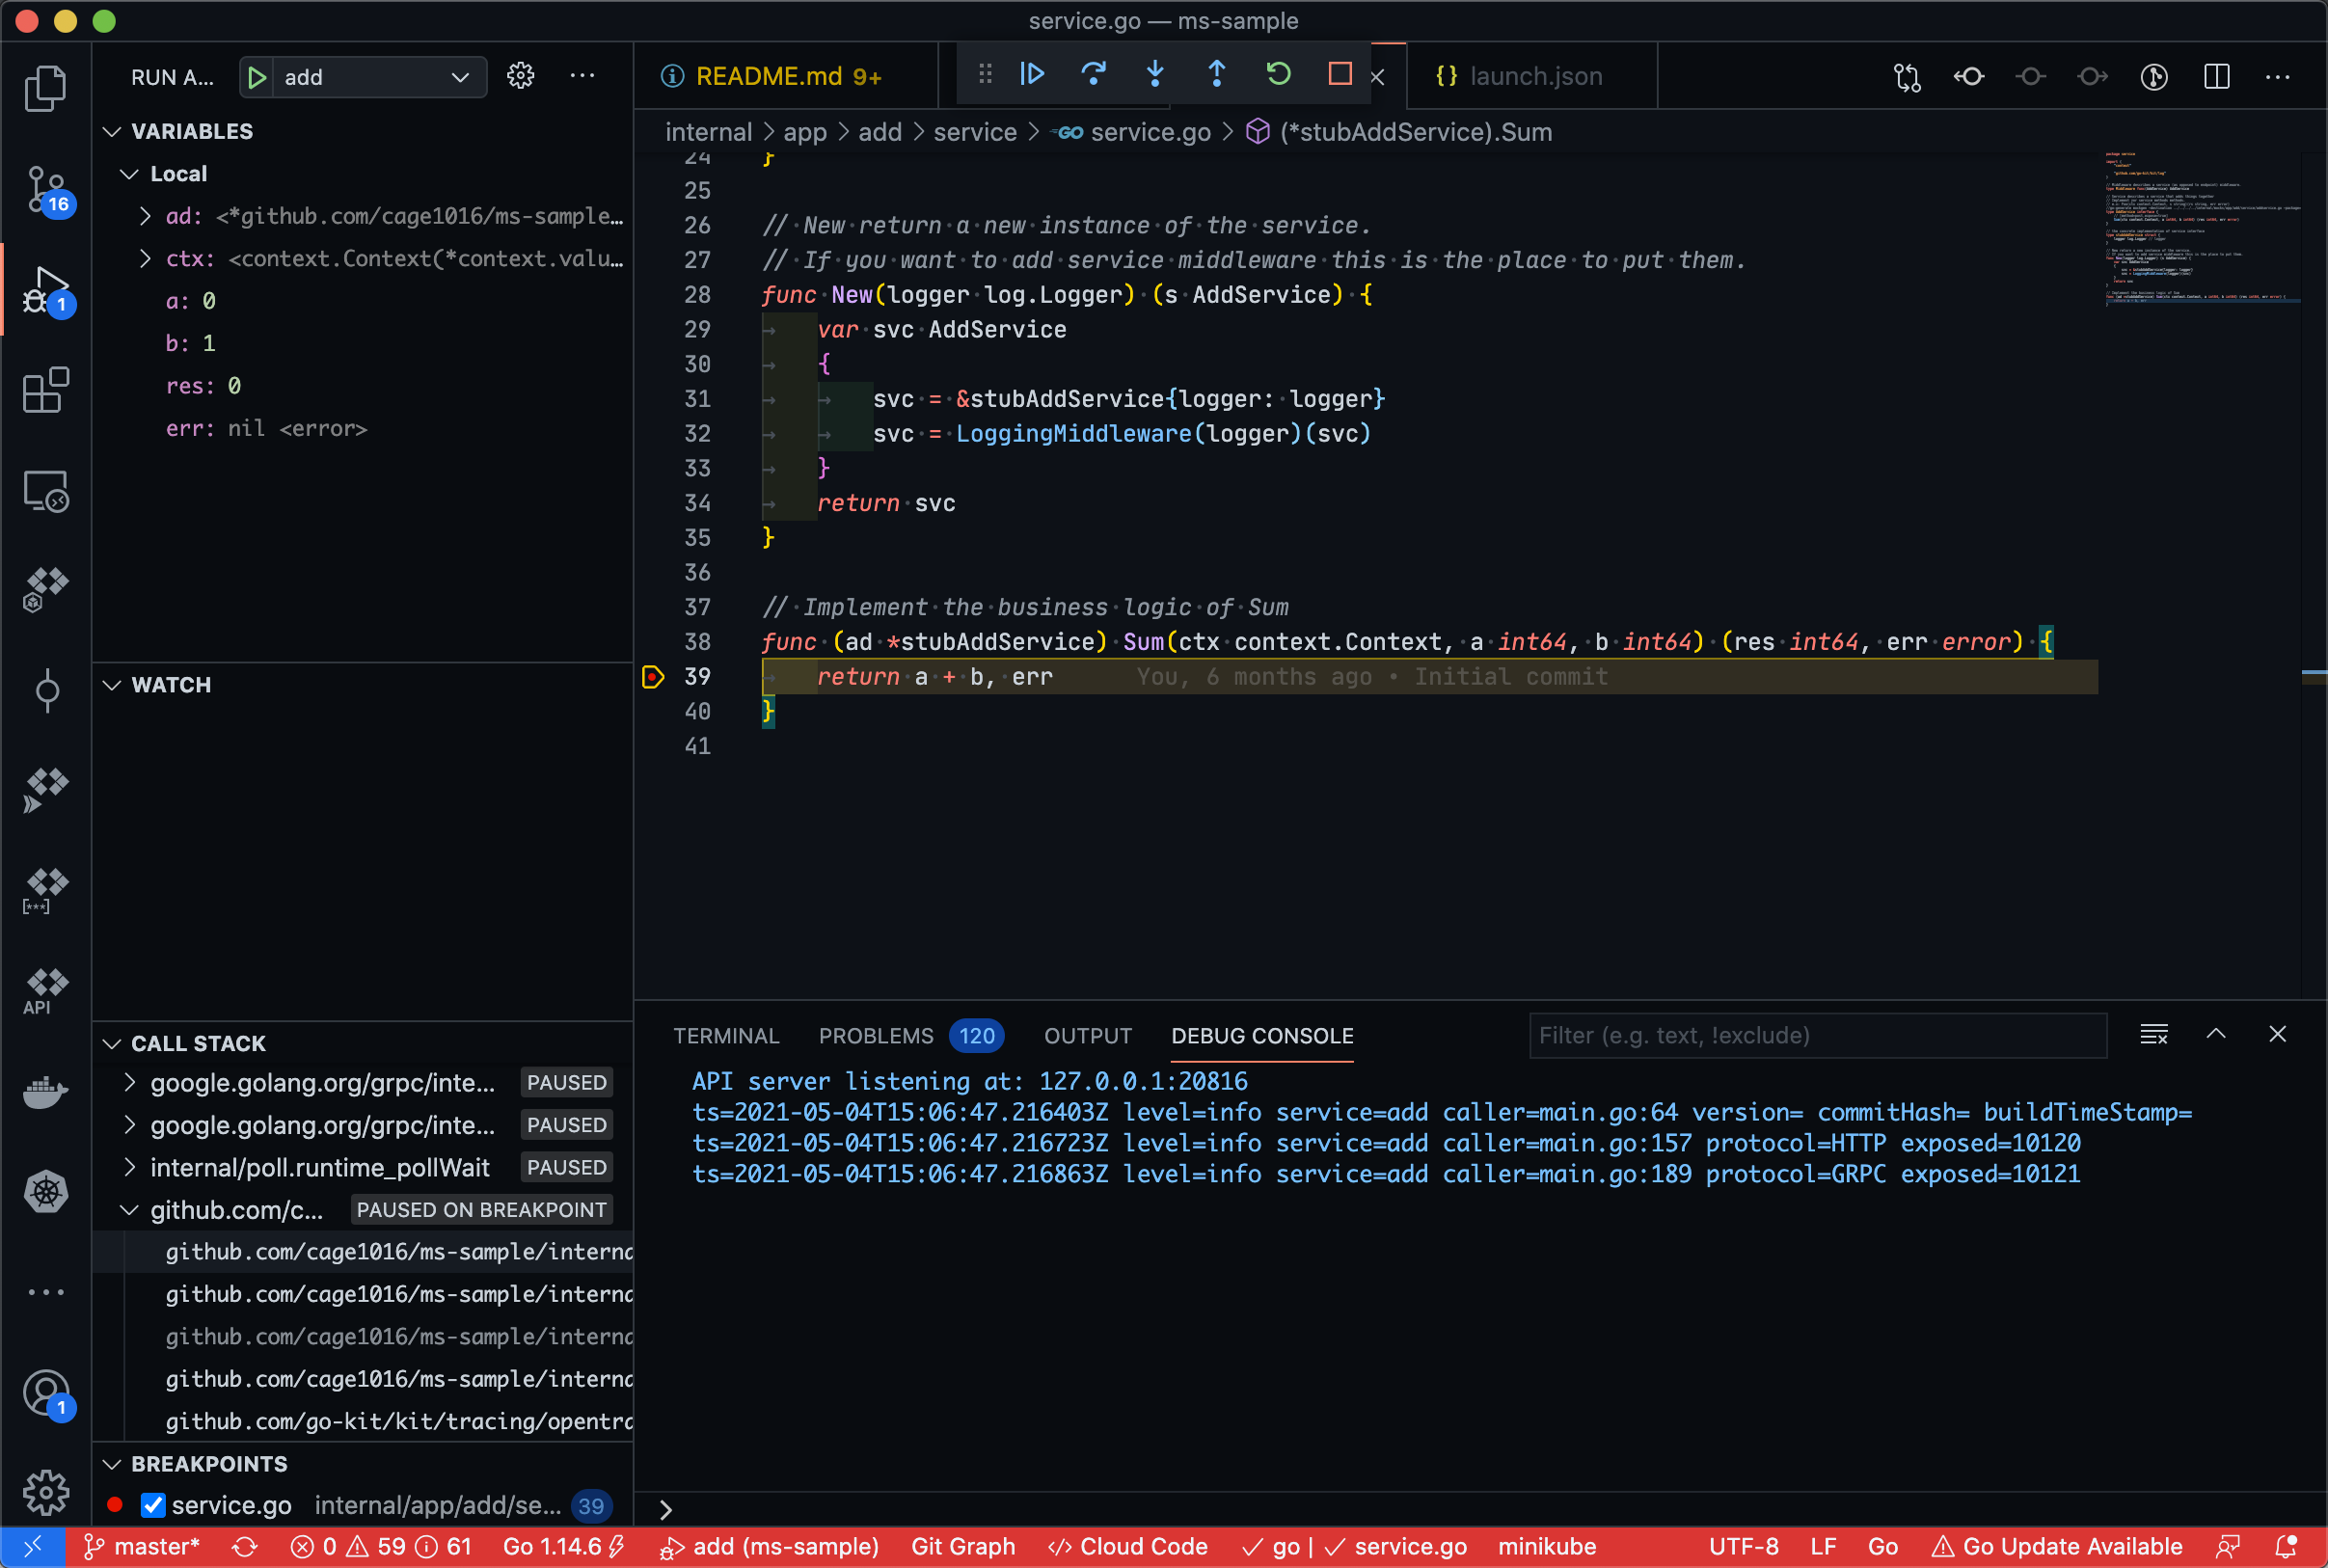 service.go — ms-sample
RUN A...
add
README.md 9+
launch.json
VARIABLES
Local
ad: <*github.com/cage1016/ms-sample…
ctx: <context.Context(*context.valu…
a: 0
b: 1
res: 0
err: nil <error>
WATCH
CALL STACK
google.golang.org/grpc/inte... PAUSED
google.golang.org/grpc/inte... PAUSED
internal/poll.runtime_pollWait PAUSED
github.com/c... PAUSED ON BREAKPOINT
github.com/cage1016/ms-sample/interna
github.com/cage1016/ms-sample/interna
github.com/cage1016/ms-sample/interna
github.com/cage1016/ms-sample/interna
github.com/go-kit/kit/tracing/opentra
BREAKPOINTS
service.go internal/app/add/se... 39
16
1
API
1
internal > app > add > service > GO service.go > (*stubAddService).Sum
24 }
25
26 // New return a new instance of the service.
27 // If you want to add service middleware this is the place to put them.
28 func New(logger log.Logger) (s AddService) {
29 var svc AddService
30 {
31 svc = &stubAddService{logger: logger}
32 svc = LoggingMiddleware(logger)(svc)
33 }
34 return svc
35 }
36
37 // Implement the business logic of Sum
38 func (ad *stubAddService) Sum(ctx context.Context, a int64, b int64) (res int64, err error) {
39 return a + b, err You, 6 months ago • Initial commit
40 }
41
TERMINAL PROBLEMS 120 OUTPUT DEBUG CONSOLE
Filter (e.g. text, !exclude)
API server listening at: 127.0.0.1:20816
ts=2021-05-04T15:06:47.216403Z level=info service=add caller=main.go:64 version= commitHash= buildTimeStamp=
ts=2021-05-04T15:06:47.216723Z level=info service=add caller=main.go:157 protocol=HTTP exposed=10120
ts=2021-05-04T15:06:47.216863Z level=info service=add caller=main.go:189 protocol=GRPC exposed=10121
master* 0 59 61 Go 1.14.6 add (ms-sample) Git Graph Cloud Code go | service.go minikube UTF-8 LF Go Go Update Available